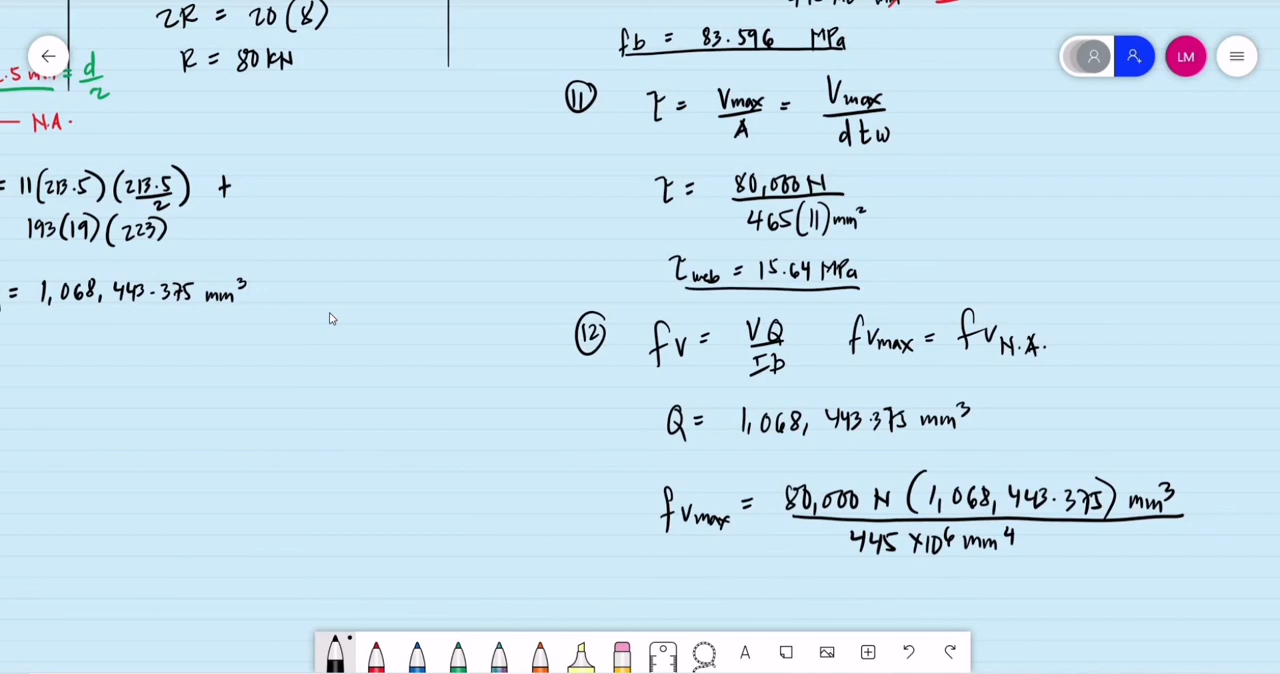 2R = 20(8)
R = 80 kN
= d/2
N.A.
= 11(213.5)(213.5/2) +
193(19)(223)
= 1,068,443.375 mm³
fb = 83.596 MPa
11 τ = Vmax/A = Vmax/dtw
τ = 80,000 N / 465(11)mm²
τweb = 15.64 MPa
12 fv = VQ/Ib fvmax = fvN.A.
Q = 1,068,443.375 mm³
fvmax = 80,000 N (1,068,443.375) mm³ / 445 x10⁶ mm⁴
LM
A